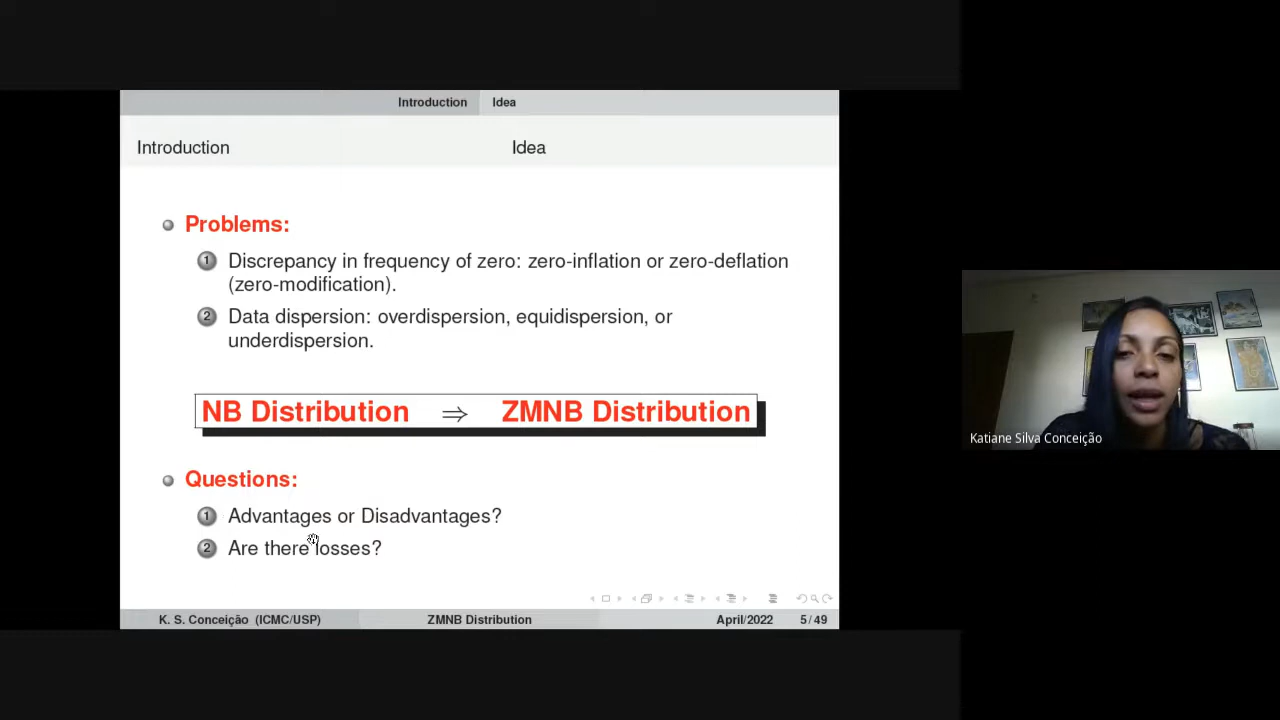 Introduction Idea
Introduction Idea
Problems:
1 Discrepancy in frequency of zero: zero-inflation or zero-deflation
(zero-modification).
2 Data dispersion: overdispersion, equidispersion, or
underdispersion.
NB Distribution ⇒ ZMNB Distribution
Questions:
1 Advantages or Disadvantages?
2 Are there losses?
K. S. Conceição (ICMC/USP) ZMNB Distribution April/2022 5 / 49
Katiane Silva Conceição